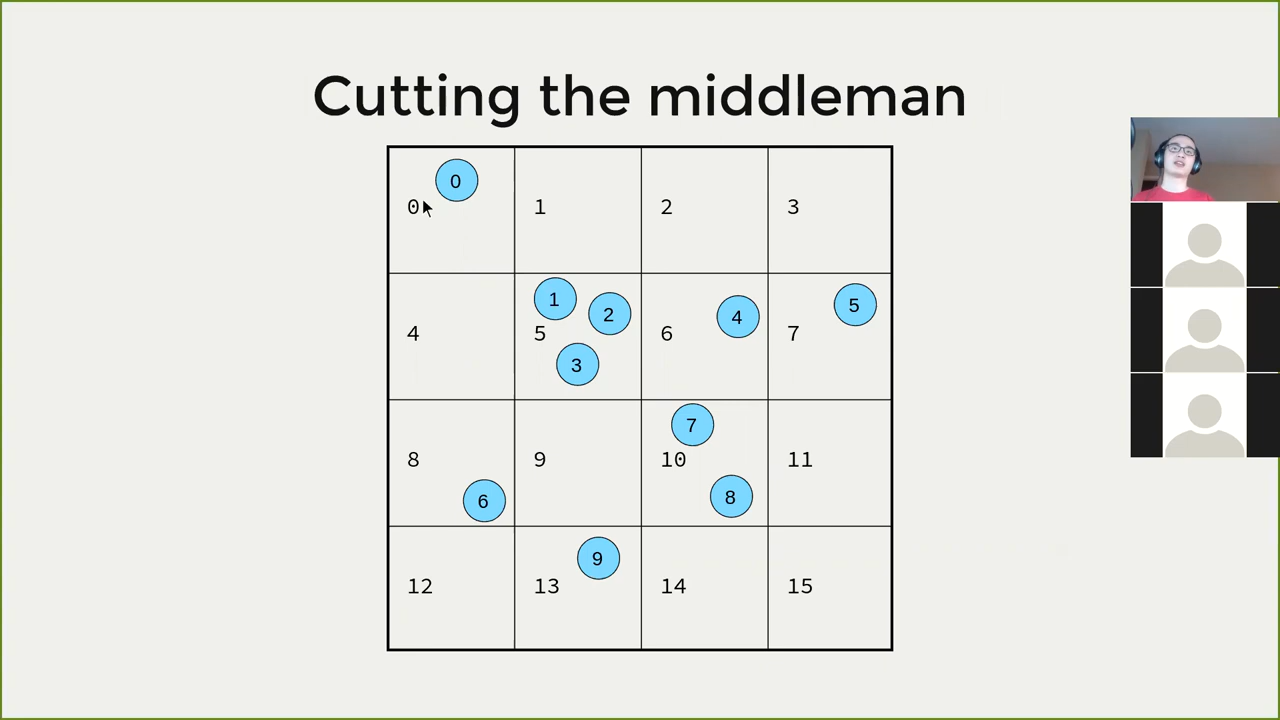 Cutting the middleman
0 0 1 2 3
4 1 2 5 3 6 4 7 5
8 6 9 7 10 8 11
12 13 9 14 15